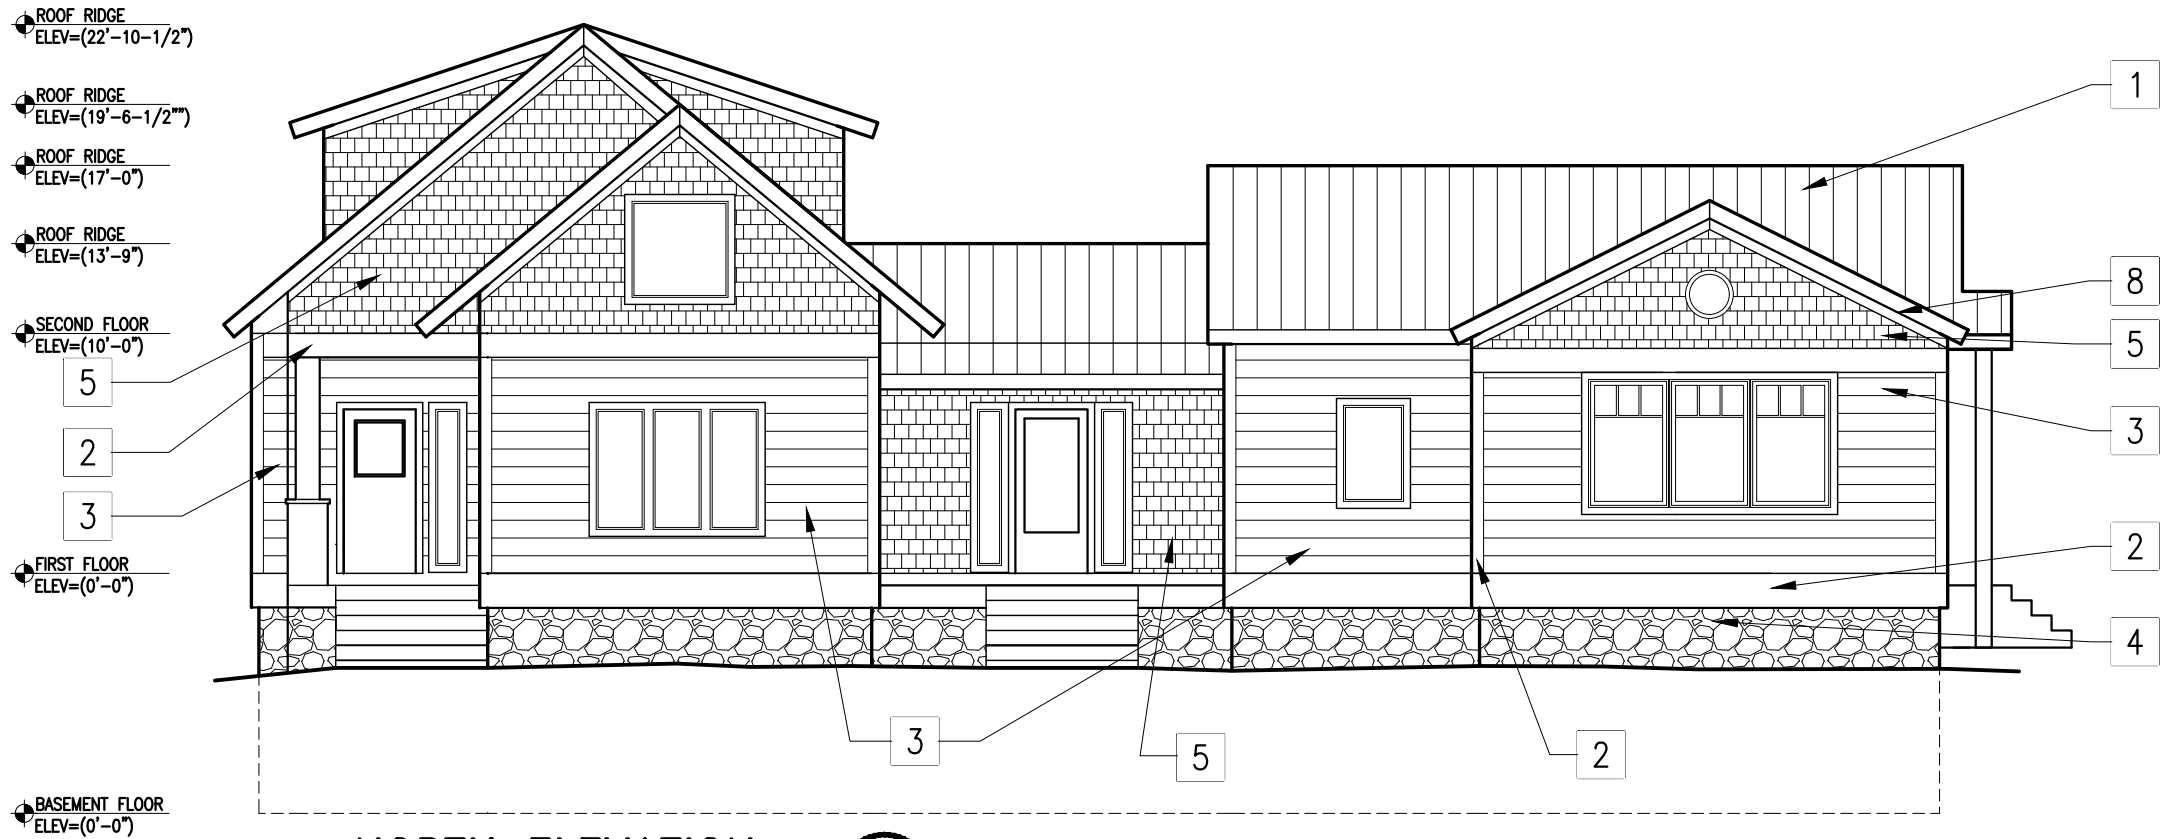 ROOF RIDGE
ELEV=(22'-10-1/2")
ROOF RIDGE
ELEV=(19'-6-1/2"")
ROOF RIDGE
ELEV=(17'-0")
ROOF RIDGE
ELEV=(13'-9")
SECOND FLOOR
ELEV=(10'-0")
5
2
3
FIRST FLOOR
ELEV=(0'-0")
BASEMENT FLOOR
ELEV=(0'-0")
3
5
2
1
8
5
3
2
4